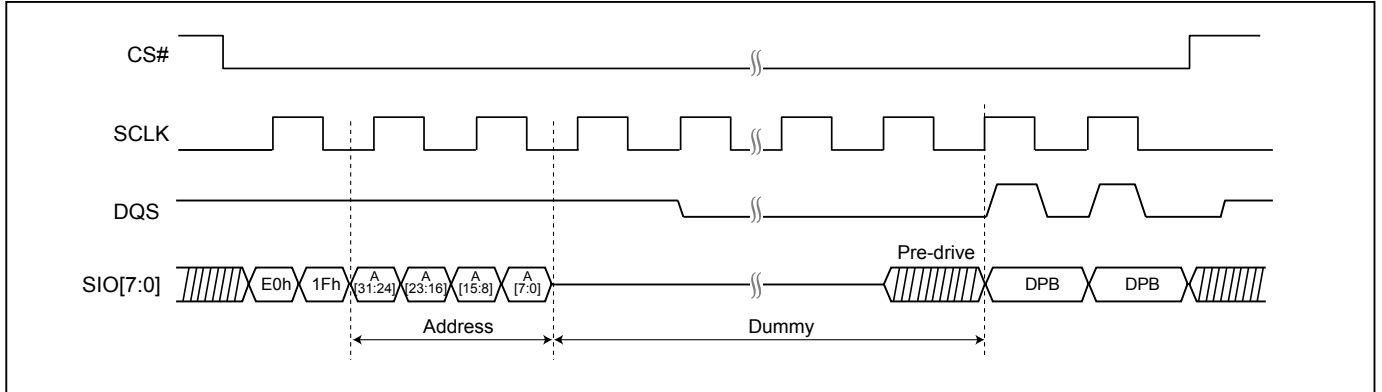 CS#
SCLK
DQS
Pre-drive
SIO[7:0]
E0h
1Fh
A
[31:24]
A
[23:16]
A
[15:8]
A
[7:0]
DPB
DPB
Address
Dummy